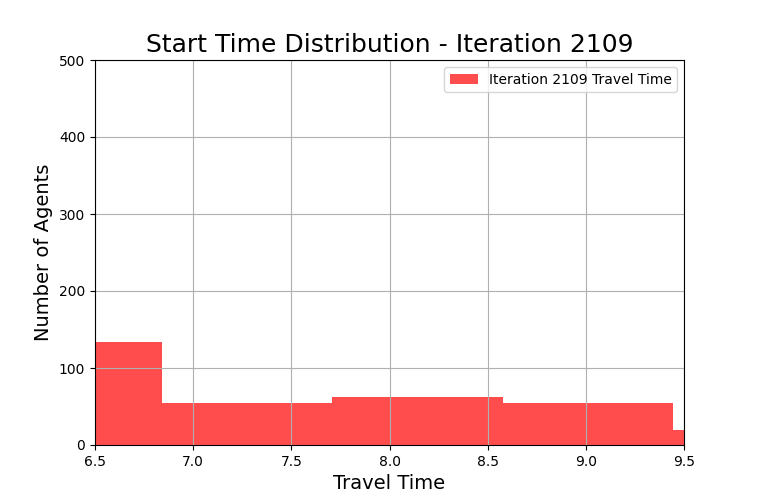 Start Time Distribution - Iteration 2109
Iteration 2109 Travel Time
Number of Agents
500
400
300
200
100
0
6.5 7.0 7.5 8.0 8.5 9.0 9.5
Travel Time